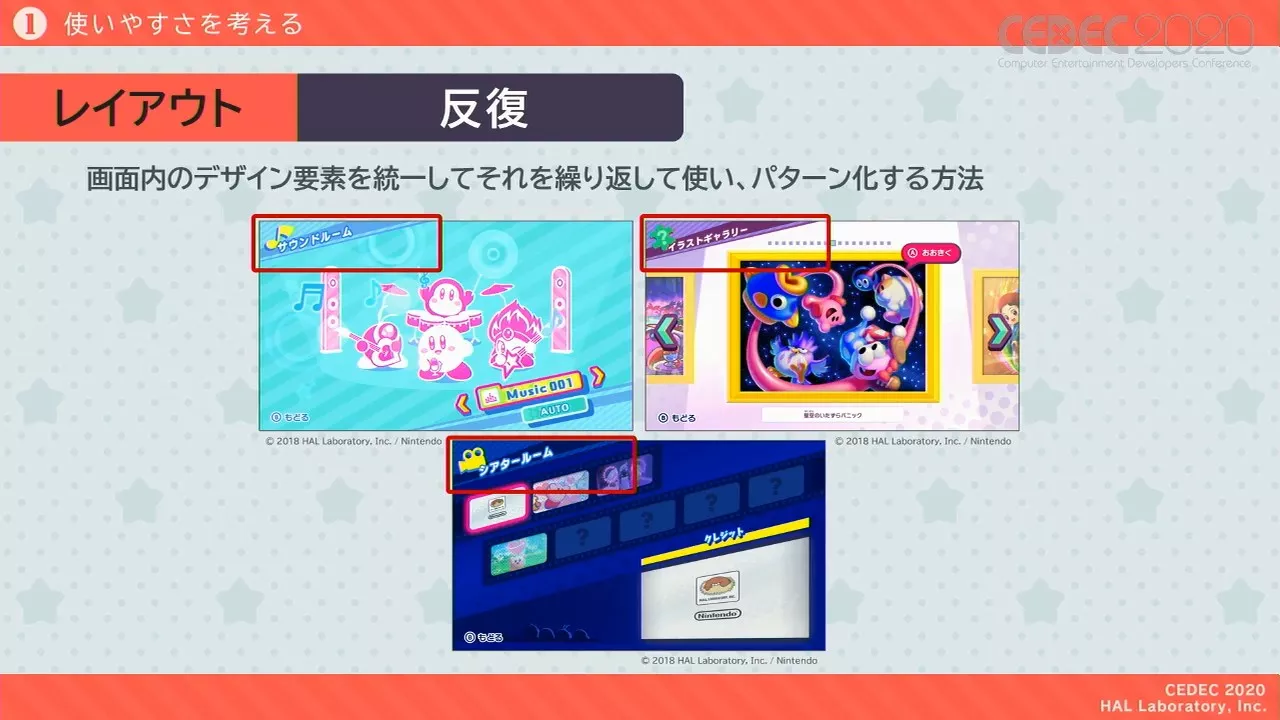 1 使いやすさを考える
CEDEC 2020
Computer Entertainment Developers Conference
レイアウト 反復
画面内のデザイン要素を統一してそれを繰り返して使い、パターン化する方法
サウンドルーム
Music 001
AUTO
B もどる
© 2018 HAL Laboratory, Inc. / Nintendo
? イラストギャラリー
A おおきく
星空のいたずらパニック
B もどる
© 2018 HAL Laboratory, Inc. / Nintendo
シアタールーム
? ? ? ?
クレジット
HAL LABORATORY, INC.
Nintendo
B もどる
© 2018 HAL Laboratory, Inc. / Nintendo
CEDEC 2020
HAL Laboratory, Inc.